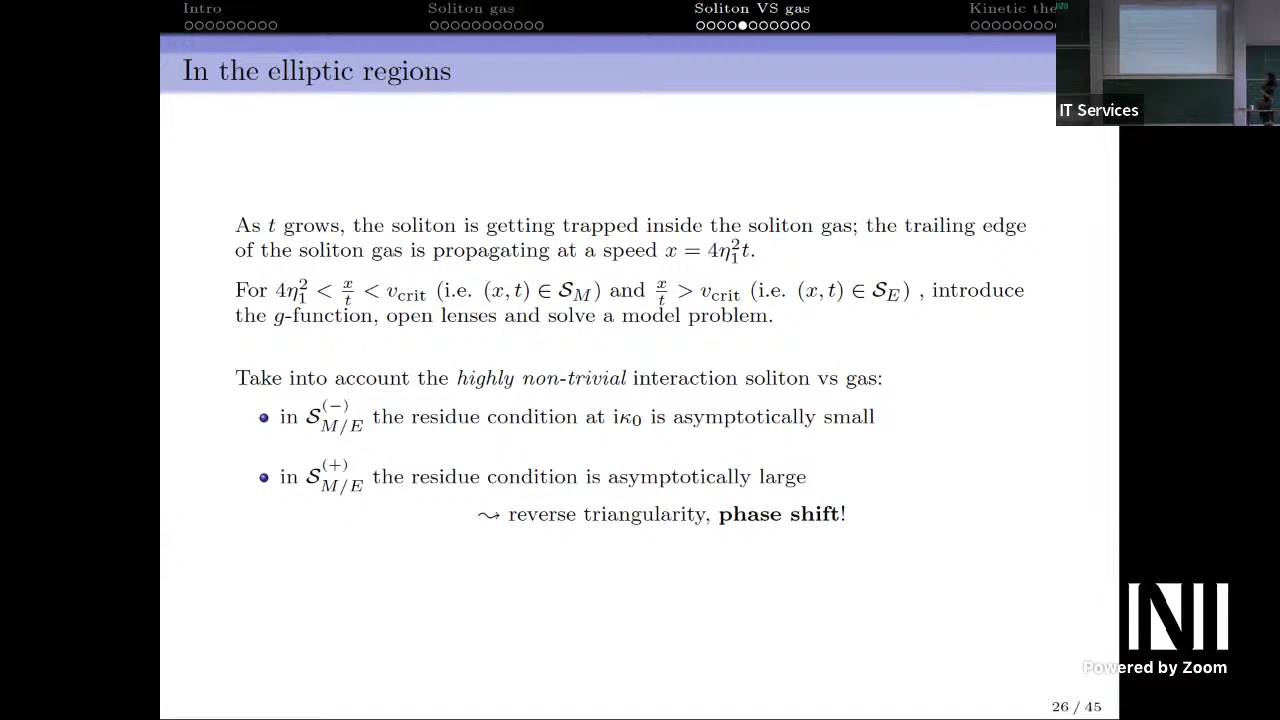 Intro
Soliton gas
Soliton VS gas
Kinetic the
In the elliptic regions
IT Services
As t grows, the soliton is getting trapped inside the soliton gas; the trailing edge
of the soliton gas is propagating at a speed x = 4η₁²t.
For 4η₁² < x/t < v_crit (i.e. (x, t) ∈ 𝒮_M) and x/t > v_crit (i.e. (x, t) ∈ 𝒮_E) , introduce
the g-function, open lenses and solve a model problem.
Take into account the highly non-trivial interaction soliton vs gas:
• in 𝒮_{M/E}^{(−)} the residue condition at iκ₀ is asymptotically small
• in 𝒮_{M/E}^{(+)} the residue condition is asymptotically large
⇝ reverse triangularity, phase shift!
NI
Powered by Zoom
26 / 45